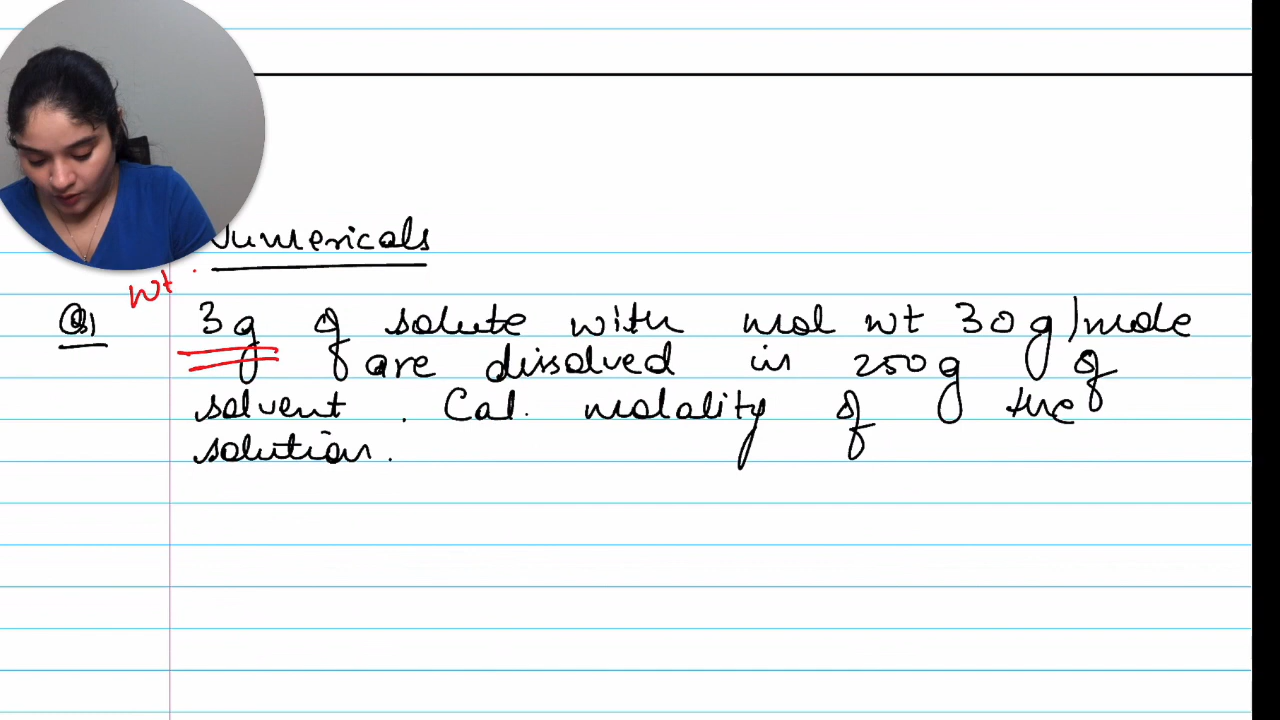 Numericals
wt.
Q1) 3g of solute with mol wt 30g/mole
are dissolved in 250g of
solvent. Cal. molality of the
solution.